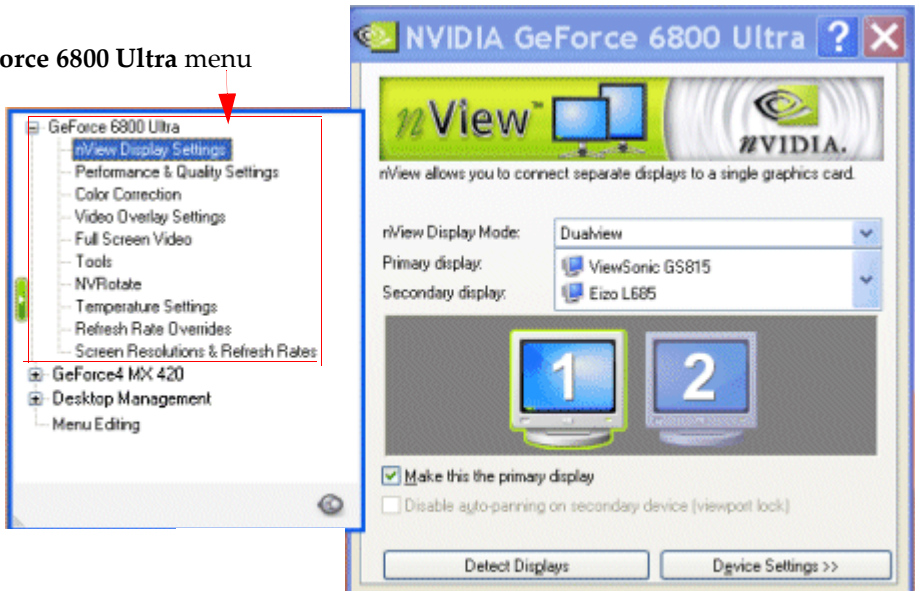 orce 6800 Ultra menu
GeForce 6800 Ultra
nView Display Settings
Performance & Quality Settings
Color Correction
Video Overlay Settings
Full Screen Video
Tools
NVRotate
Temperature Settings
Refresh Rate Overrides
Screen Resolutions & Refresh Rates
GeForce4 MX 420
Desktop Management
Menu Editing
NVIDIA GeForce 6800 Ultra ?
nView™
nVIDIA.
nView allows you to connect separate displays to a single graphics card.
nView Display Mode: Dualview
Primary display: ViewSonic GS815
Secondary display: Eizo L685
1 2
Make this the primary display
Disable auto-panning on secondary device (viewport lock)
Detect Displays Device Settings >>